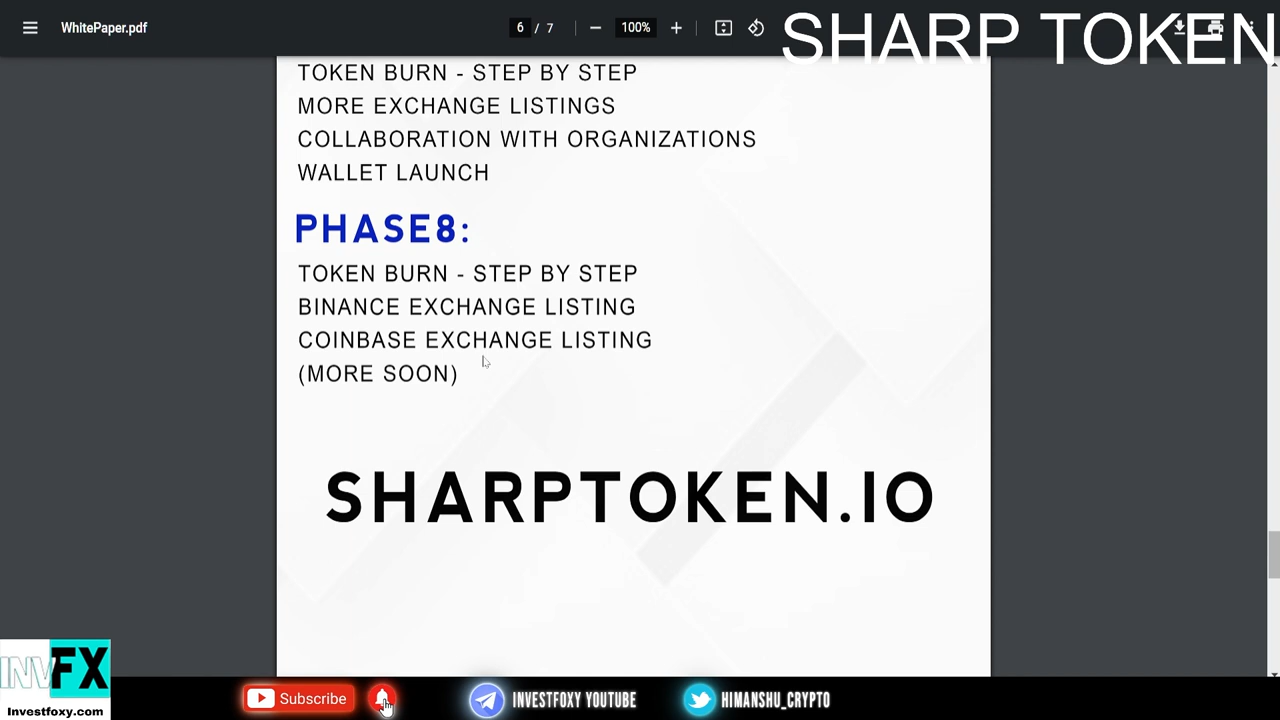 WhitePaper.pdf
6 / 7
100%
SHARP TOKEN
TOKEN BURN - STEP BY STEP
MORE EXCHANGE LISTINGS
COLLABORATION WITH ORGANIZATIONS
WALLET LAUNCH
PHASE8:
TOKEN BURN - STEP BY STEP
BINANCE EXCHANGE LISTING
COINBASE EXCHANGE LISTING
(MORE SOON)
SHARPTOKEN.IO
INVFX
Investfoxy.com
Subscribe
INVESTFOXY YOUTUBE
HIMANSHU_CRYPTO